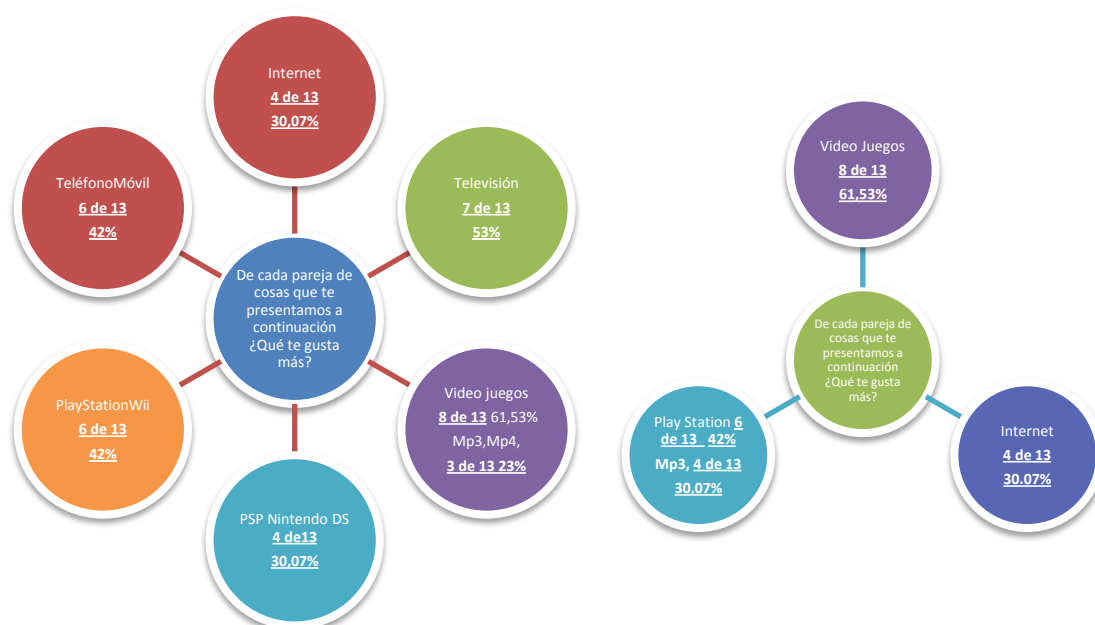 Internet
4 de 13
30,07%
TeléfonoMóvil
6 de 13
42%
Televisión
7 de 13
53%
De cada pareja de
cosas que te
presentamos a
continuación
¿Qué te gusta
más?
PlayStationWii
6 de 13
42%
Video juegos
8 de 13 61,53%
Mp3,Mp4,
3 de 13 23%
PSP Nintendo DS
4 de13
30,07%
Video Juegos
8 de 13
61,53%
De cada pareja de
cosas que te
presentamos a
continuación
¿Qué te gusta
más?
Play Station 6
de 13 42%
Mp3, 4 de 13
30,07%
Internet
4 de 13
30.07%